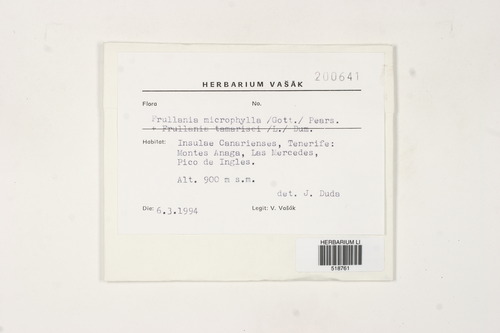 HERBARIUM VAŠÁK
200641
Flora
No.
Frullania microphylla /Gott./ Pears.
+ Frullania tamarisci /L./ Dum.
Habitat: Insulae Canarienses, Tenerife:
Montes Anaga, Las Mercedes,
Pico de Ingles.
Alt. 900 m s.m.
det. J. Duda
Die: 6.3.1994
Legit: V. Vašák
HERBARIUM LI
518761